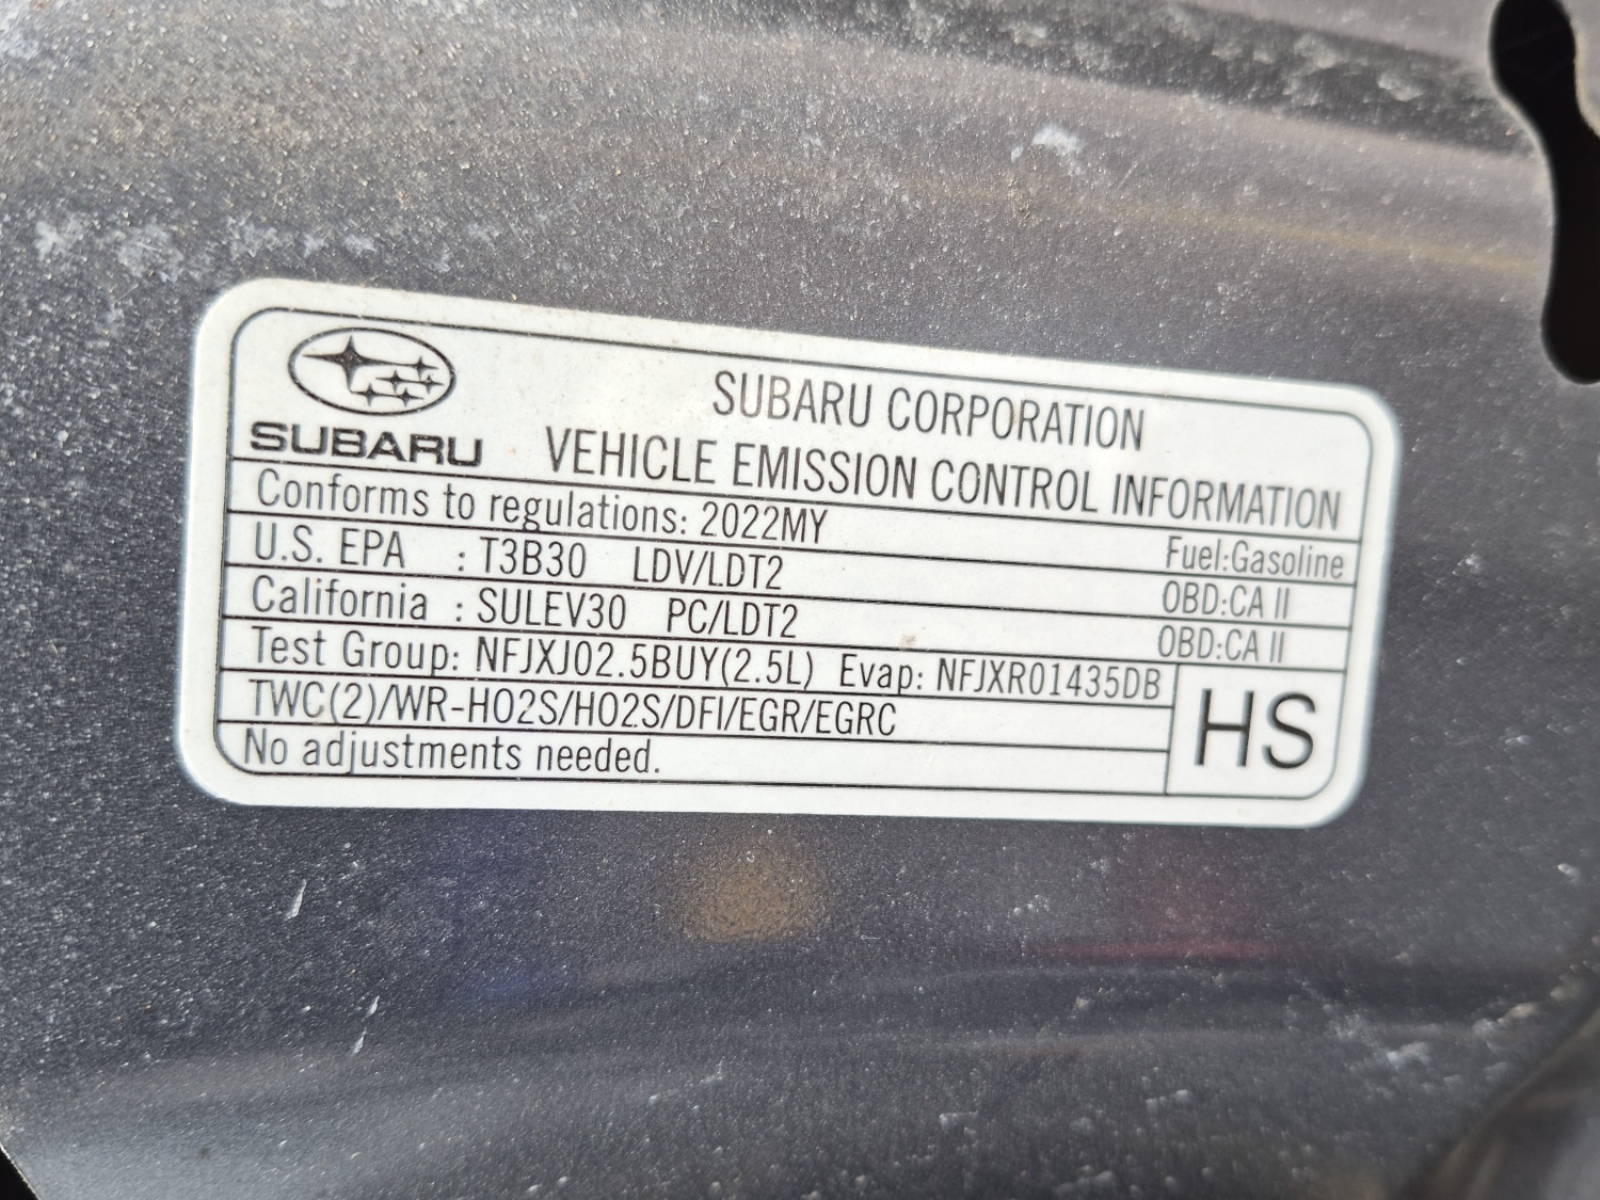 SUBARU
SUBARU CORPORATION
VEHICLE EMISSION CONTROL INFORMATION
Conforms to regulations: 2022MY Fuel:Gasoline
U.S. EPA : T3B30 LDV/LDT2 OBD:CA II
California : SULEV30 PC/LDT2 OBD:CA II
Test Group: NFJXJ02.5BUY(2.5L) Evap: NFJXR01435DB
TWC(2)/WR-HO2S/HO2S/DFI/EGR/EGRC
No adjustments needed.
HS